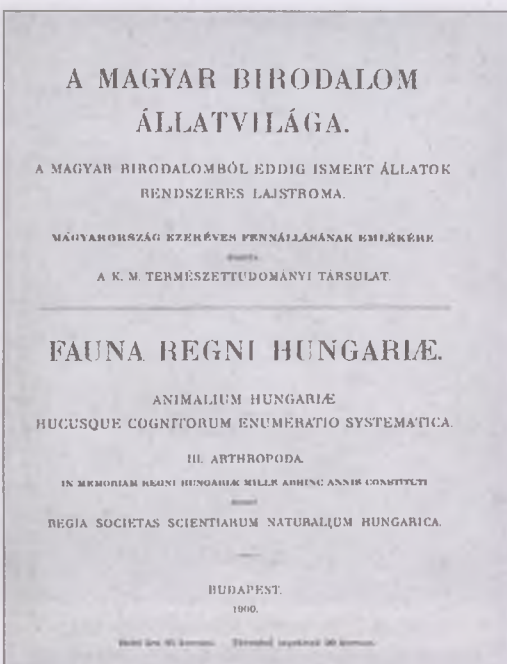 A MAGYAR BIRODALOM
ÁLLATVILÁGA.
A MAGYAR BIRODALOMBÓL EDDIG ISMERT ÁLLATOK
RENDSZERES LAJSTROMA.
MAGYARORSZÁG EZERÉVES FENNÁLLÁSÁNAK EMLÉKÉRE
A K. M. TERMÉSZETTUDOMÁNYI TÁRSULAT.
FAUNA REGNI HUNGARIÆ.
ANIMALIUM HUNGARIÆ
HUCUSQUE COGNITORUM ENUMERATIO SYSTEMATICA.
III. ARTHROPODA.
IN MEMORIAM REGNI HUNGARIÆ MILLE ABHINC ANNIS CONSTITUTI
REGIA SOCIETAS SCIENTIARUM NATURALIUM HUNGARICA.
BUDAPEST.
1900.